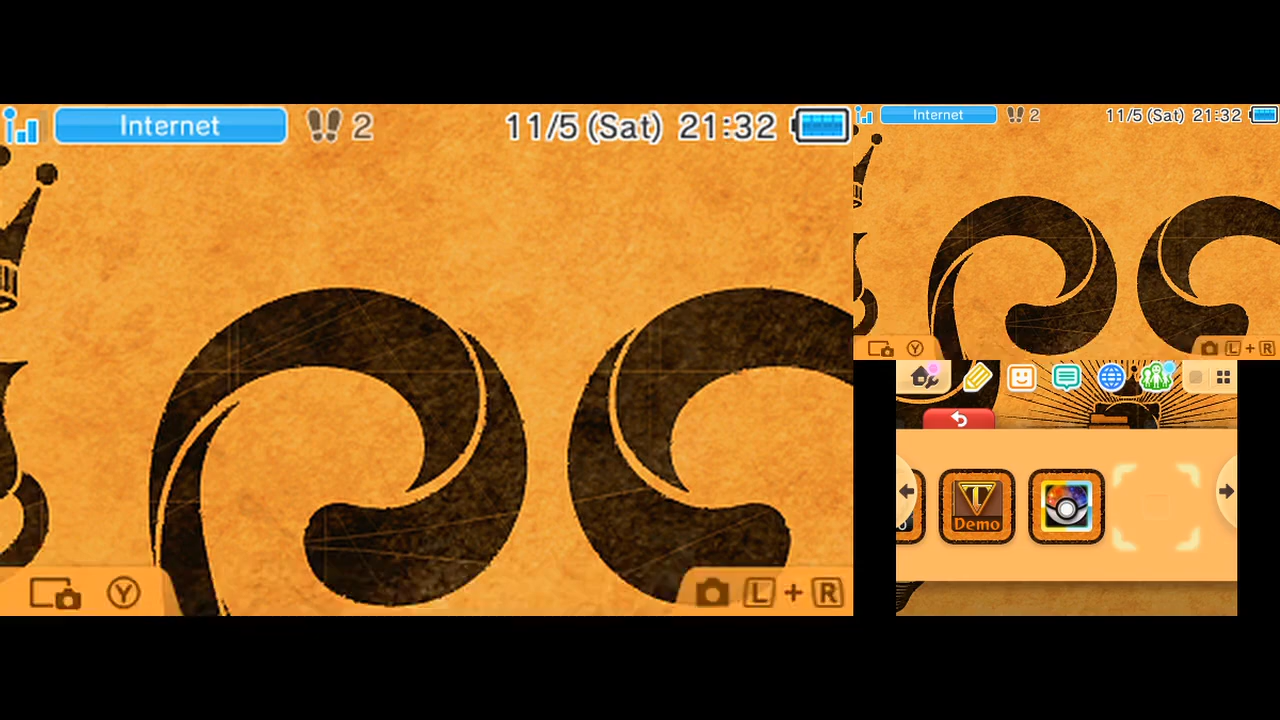 Internet 2 11/5 (Sat) 21:32
Y L + R
Internet 2 11/5 (Sat) 21:32
Y L + R
Demo